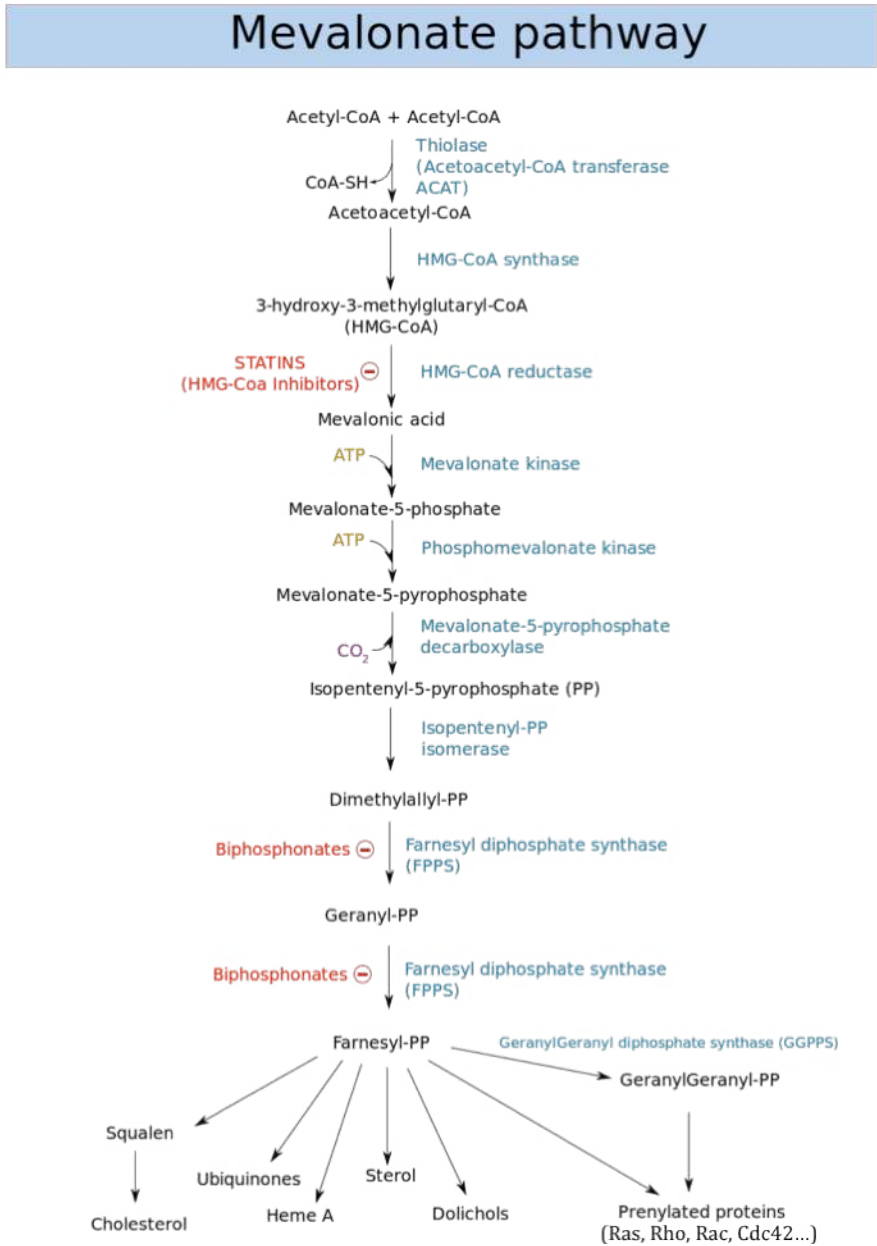 Mevalonate pathway
Acetyl-CoA + Acetyl-CoA
Thiolase
(Acetoacetyl-CoA transferase
ACAT)
CoA-SH
Acetoacetyl-CoA
HMG-CoA synthase
3-hydroxy-3-methylglutaryl-CoA
(HMG-CoA)
STATINS
(HMG-Coa Inhibitors)
HMG-CoA reductase
Mevalonic acid
ATP
Mevalonate kinase
Mevalonate-5-phosphate
ATP
Phosphomevalonate kinase
Mevalonate-5-pyrophosphate
Mevalonate-5-pyrophosphate
decarboxylase
CO₂
Isopentenyl-5-pyrophosphate (PP)
Isopentenyl-PP
isomerase
Dimethylallyl-PP
Biphosphonates
Farnesyl diphosphate synthase
(FPPS)
Geranyl-PP
Biphosphonates
Farnesyl diphosphate synthase
(FPPS)
Farnesyl-PP
GeranylGeranyl diphosphate synthase (GGPPS)
GeranylGeranyl-PP
Squalen
Ubiquinones
Sterol
Cholesterol
Heme A
Dolichols
Prenylated proteins
(Ras, Rho, Rac, Cdc42...)